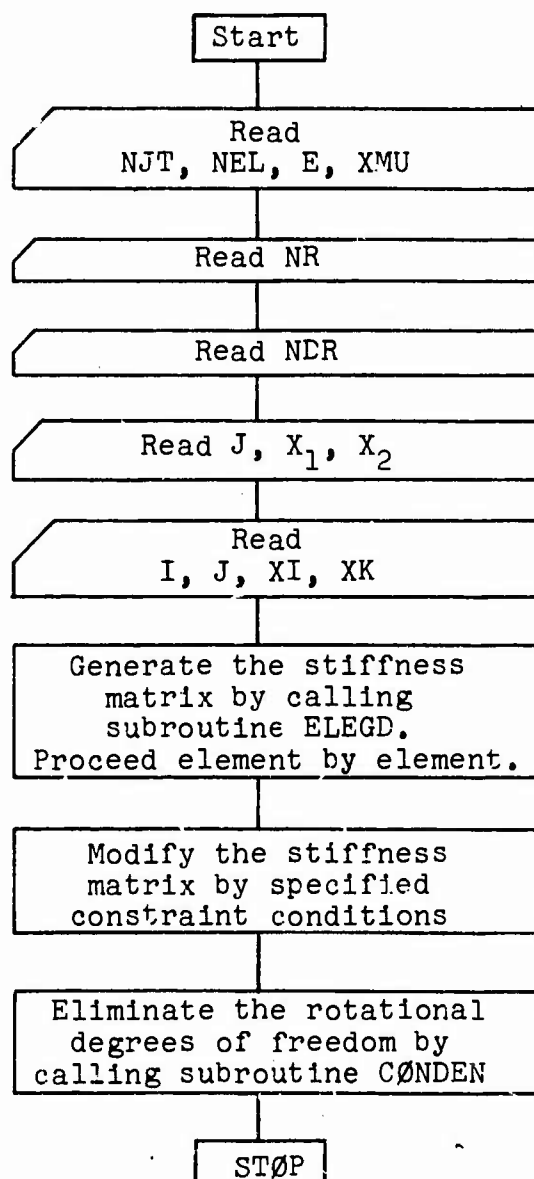 Start
Read
NJT, NEL, E, XMU
Read NR
Read NDR
Read J, X₁, X₂
Read
I, J, XI, XK
Generate the stiffness
matrix by calling
subroutine ELEGD.
Proceed element by element.
Modify the stiffness
matrix by specified
constraint conditions
Eliminate the rotational
degrees of freedom by
calling subroutine CØNDEN
STØP